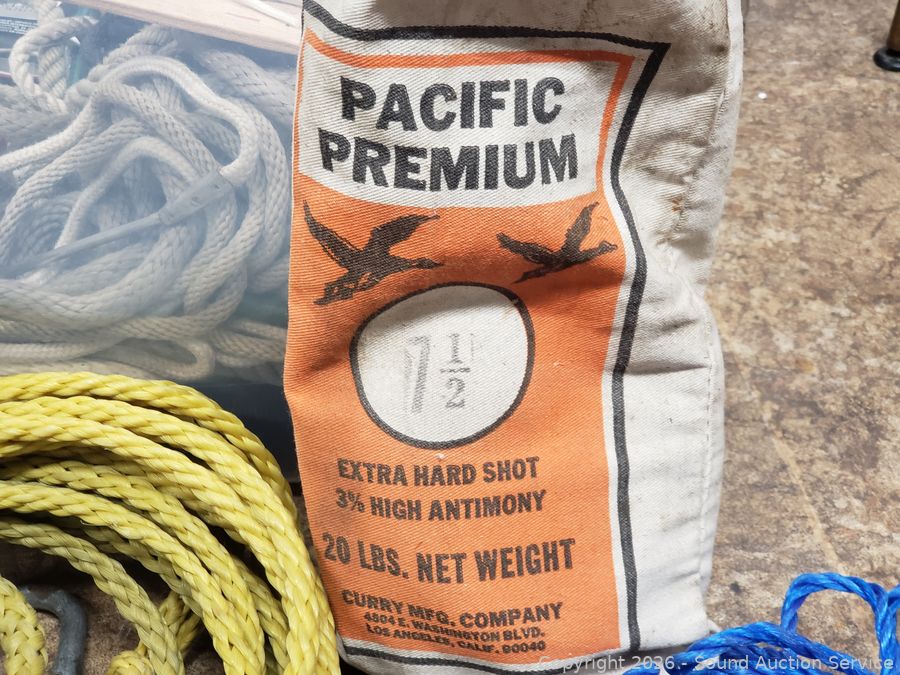 PACIFIC
PREMIUM
7 1/2
EXTRA HARD SHOT
3% HIGH ANTIMONY
20 LBS. NET WEIGHT
CURRY MFG. COMPANY
4504 E. WASHINGTON BLVD.
LOS ANGELES, CALIF. 90040
Copyright 2036 - Sound Auction Service